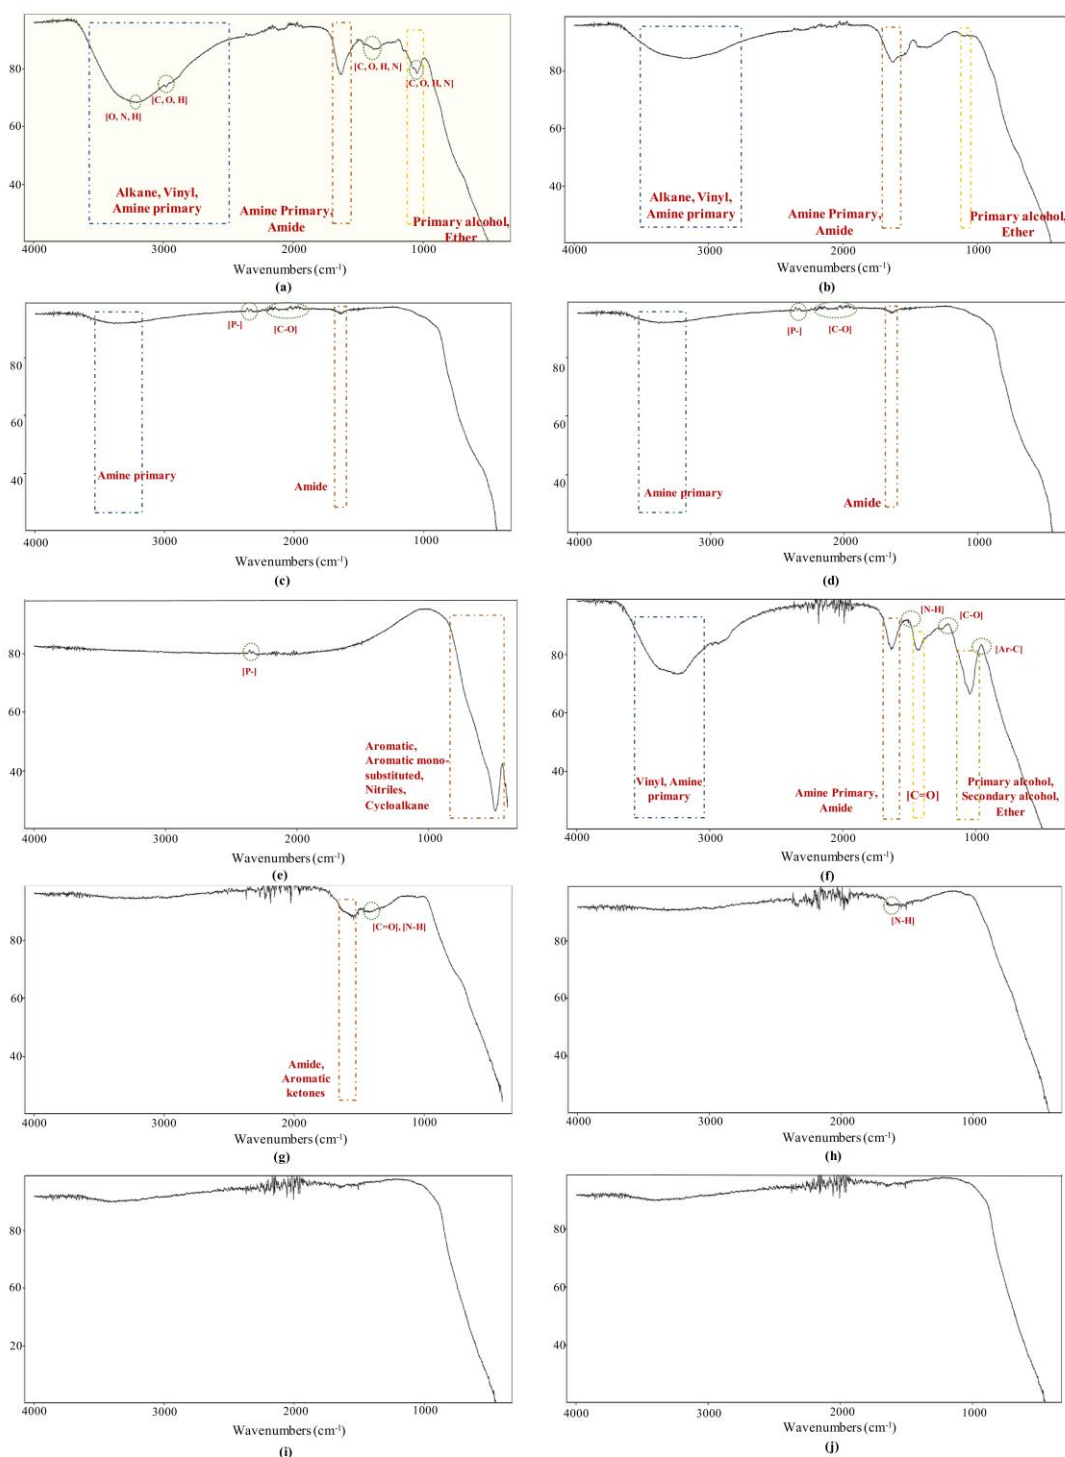 80
60
40
[O, N, H]
[C, O, H]
[C, O, H, N]
[C, O, H, N]
Alkane, Vinyl,
Amine primary
Amine Primary,
Amide
Primary alcohol,
Ether
4000
3000
2000
1000
Wavenumbers (cm⁻¹)
(a)
80
60
40
Alkane, Vinyl,
Amine primary
Amine Primary,
Amide
Primary alcohol,
Ether
4000
3000
2000
1000
Wavenumbers (cm⁻¹)
(b)
80
60
40
[P-]
[C-O]
Amine primary
Amide
4000
3000
2000
1000
Wavenumbers (cm⁻¹)
(c)
80
60
40
[P-]
[C-O]
Amine primary
Amide
4000
3000
2000
1000
Wavenumbers (cm⁻¹)
(d)
80
60
40
[P-]
Aromatic,
Aromatic mono-
substituted,
Nitriles,
Cycloalkane
4000
3000
2000
1000
Wavenumbers (cm⁻¹)
(e)
80
60
40
[N-H]
[C-O]
[Ar-C]
Vinyl, Amine
primary
Amine Primary,
Amide
[C=O]
Primary alcohol,
Secondary alcohol,
Ether
4000
3000
2000
1000
Wavenumbers (cm⁻¹)
(f)
80
60
40
[C=O], [N-H]
Amide,
Aromatic
ketones
4000
3000
2000
1000
Wavenumbers (cm⁻¹)
(g)
80
60
40
[N-H]
4000
3000
2000
1000
Wavenumbers (cm⁻¹)
(h)
80
60
20
4000
3000
2000
1000
Wavenumbers (cm⁻¹)
(i)
80
60
40
4000
3000
2000
1000
Wavenumbers (cm⁻¹)
(j)